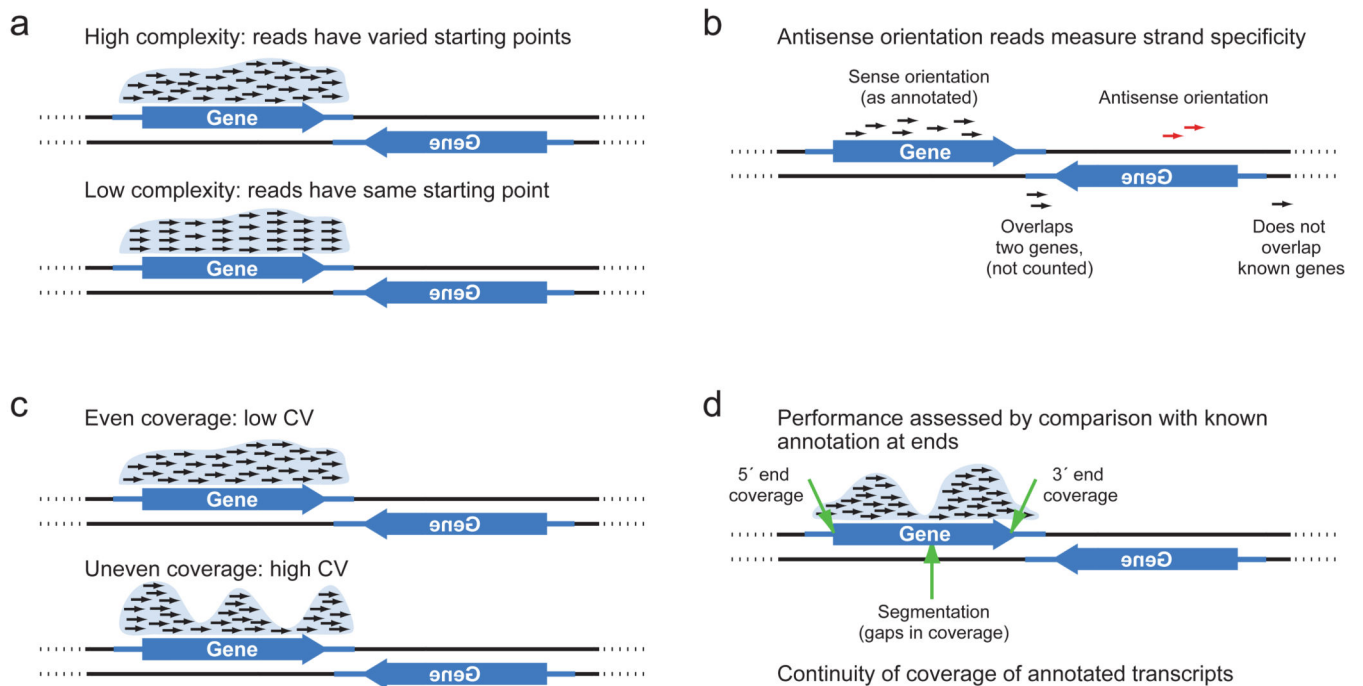 a
High complexity: reads have varied starting points
Gene
Gene
Low complexity: reads have same starting point
Gene
Gene
b
Antisense orientation reads measure strand specificity
Sense orientation
(as annotated)
Antisense orientation
Gene
Gene
Overlaps
two genes,
(not counted)
Does not
overlap
known genes
c
Even coverage: low CV
Gene
Gene
Uneven coverage: high CV
Gene
Gene
d
Performance assessed by comparison with known
annotation at ends
5´ end
coverage
3´ end
coverage
Gene
Gene
Segmentation
(gaps in coverage)
Continuity of coverage of annotated transcripts